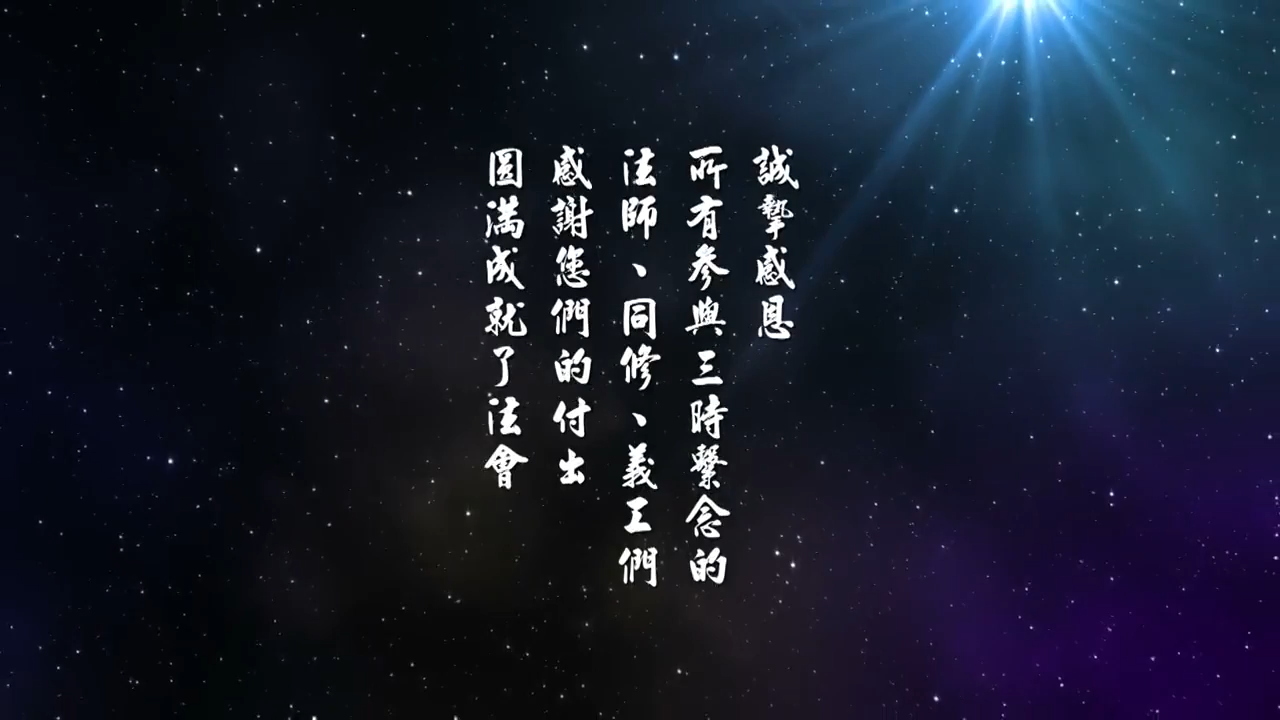 誠摯感恩
所有參與三時繫念的
法師、同修、義工們
感謝您們的付出
圓滿成就了法會